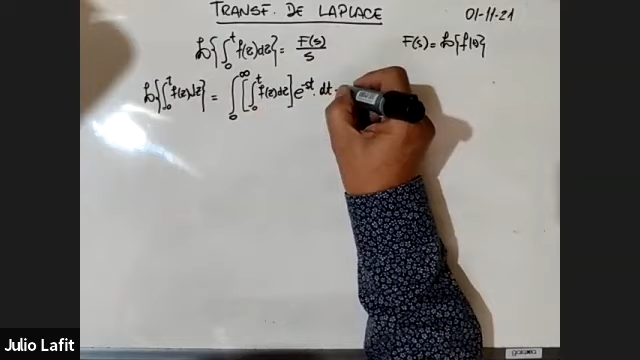 TRANSF. DE LAPLACE
01-11-21
L{∫₀ᵗ f(z)dz} = F(s)/s
F(s) = L{f(t)}
L{∫₀ᵗ f(z)dz} = ∫₀^∞ [∫₀ᵗ f(z)dz] e^-st. dt
Julio Lafit